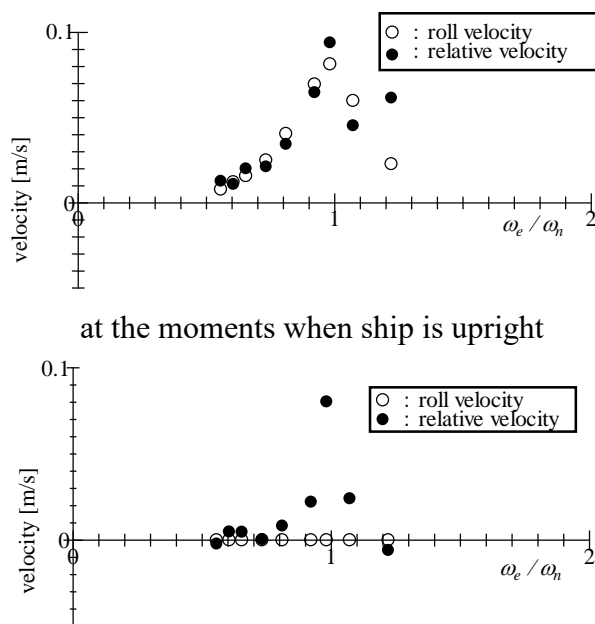 0.1
○ : roll velocity
● : relative velocity
velocity [m/s]
0
0
1
2
ωe / ωn
at the moments when ship is upright
0.1
○ : roll velocity
● : relative velocity
velocity [m/s]
0
0
1
2
ωe / ωn